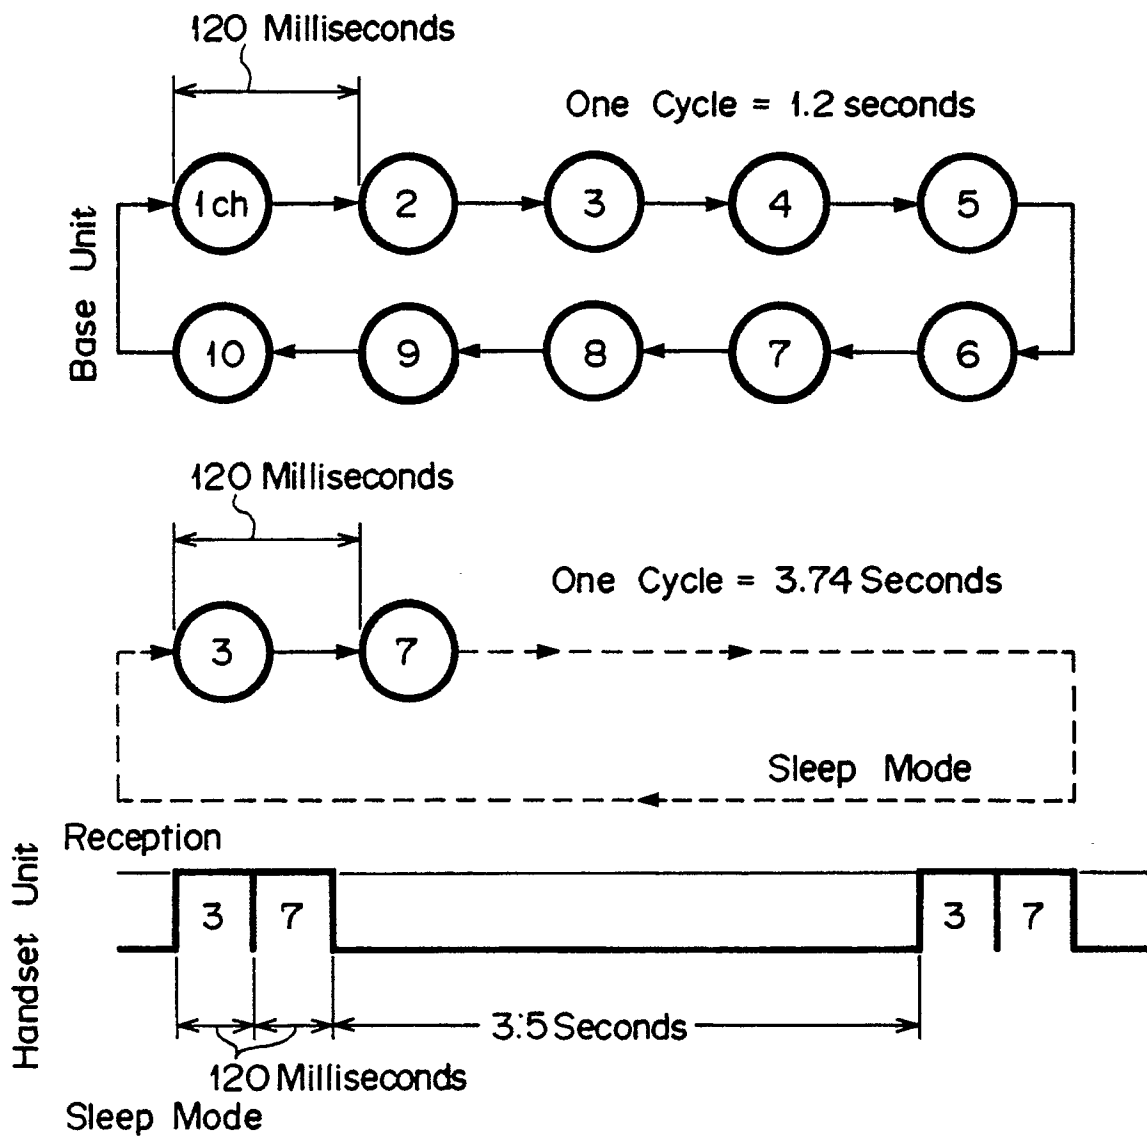 120 Milliseconds
One Cycle = 1.2 seconds
Base Unit
1ch 2 3 4 5
10 9 8 7 6
120 Milliseconds
One Cycle = 3.74 Seconds
3 7
Sleep Mode
Handset Unit
Reception
3 7 3 7
3.5 Seconds
120 Milliseconds
Sleep Mode